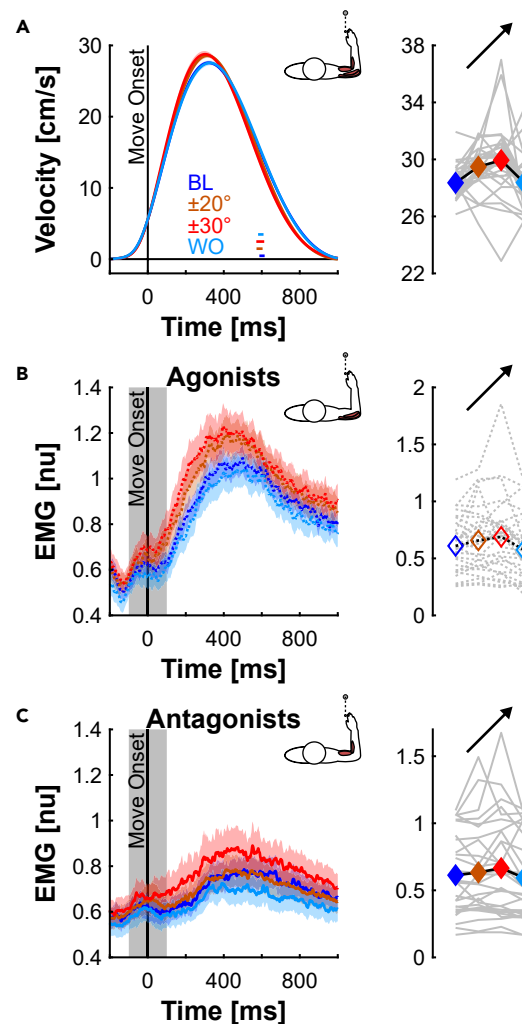 A
Velocity [cm/s]
30
20
10
0
Move Onset
BL
±20°
±30°
WO
0 400 800
Time [ms]
38
34
30
26
22
B
Agonists
EMG [nu]
1.4
1.2
1
0.8
0.6
0.4
Move Onset
0 400 800
Time [ms]
2
1.5
1
0.5
0
C
Antagonists
EMG [nu]
1.4
1.2
1
0.8
0.6
0.4
Move Onset
0 400 800
Time [ms]
1.5
1
0.5
0